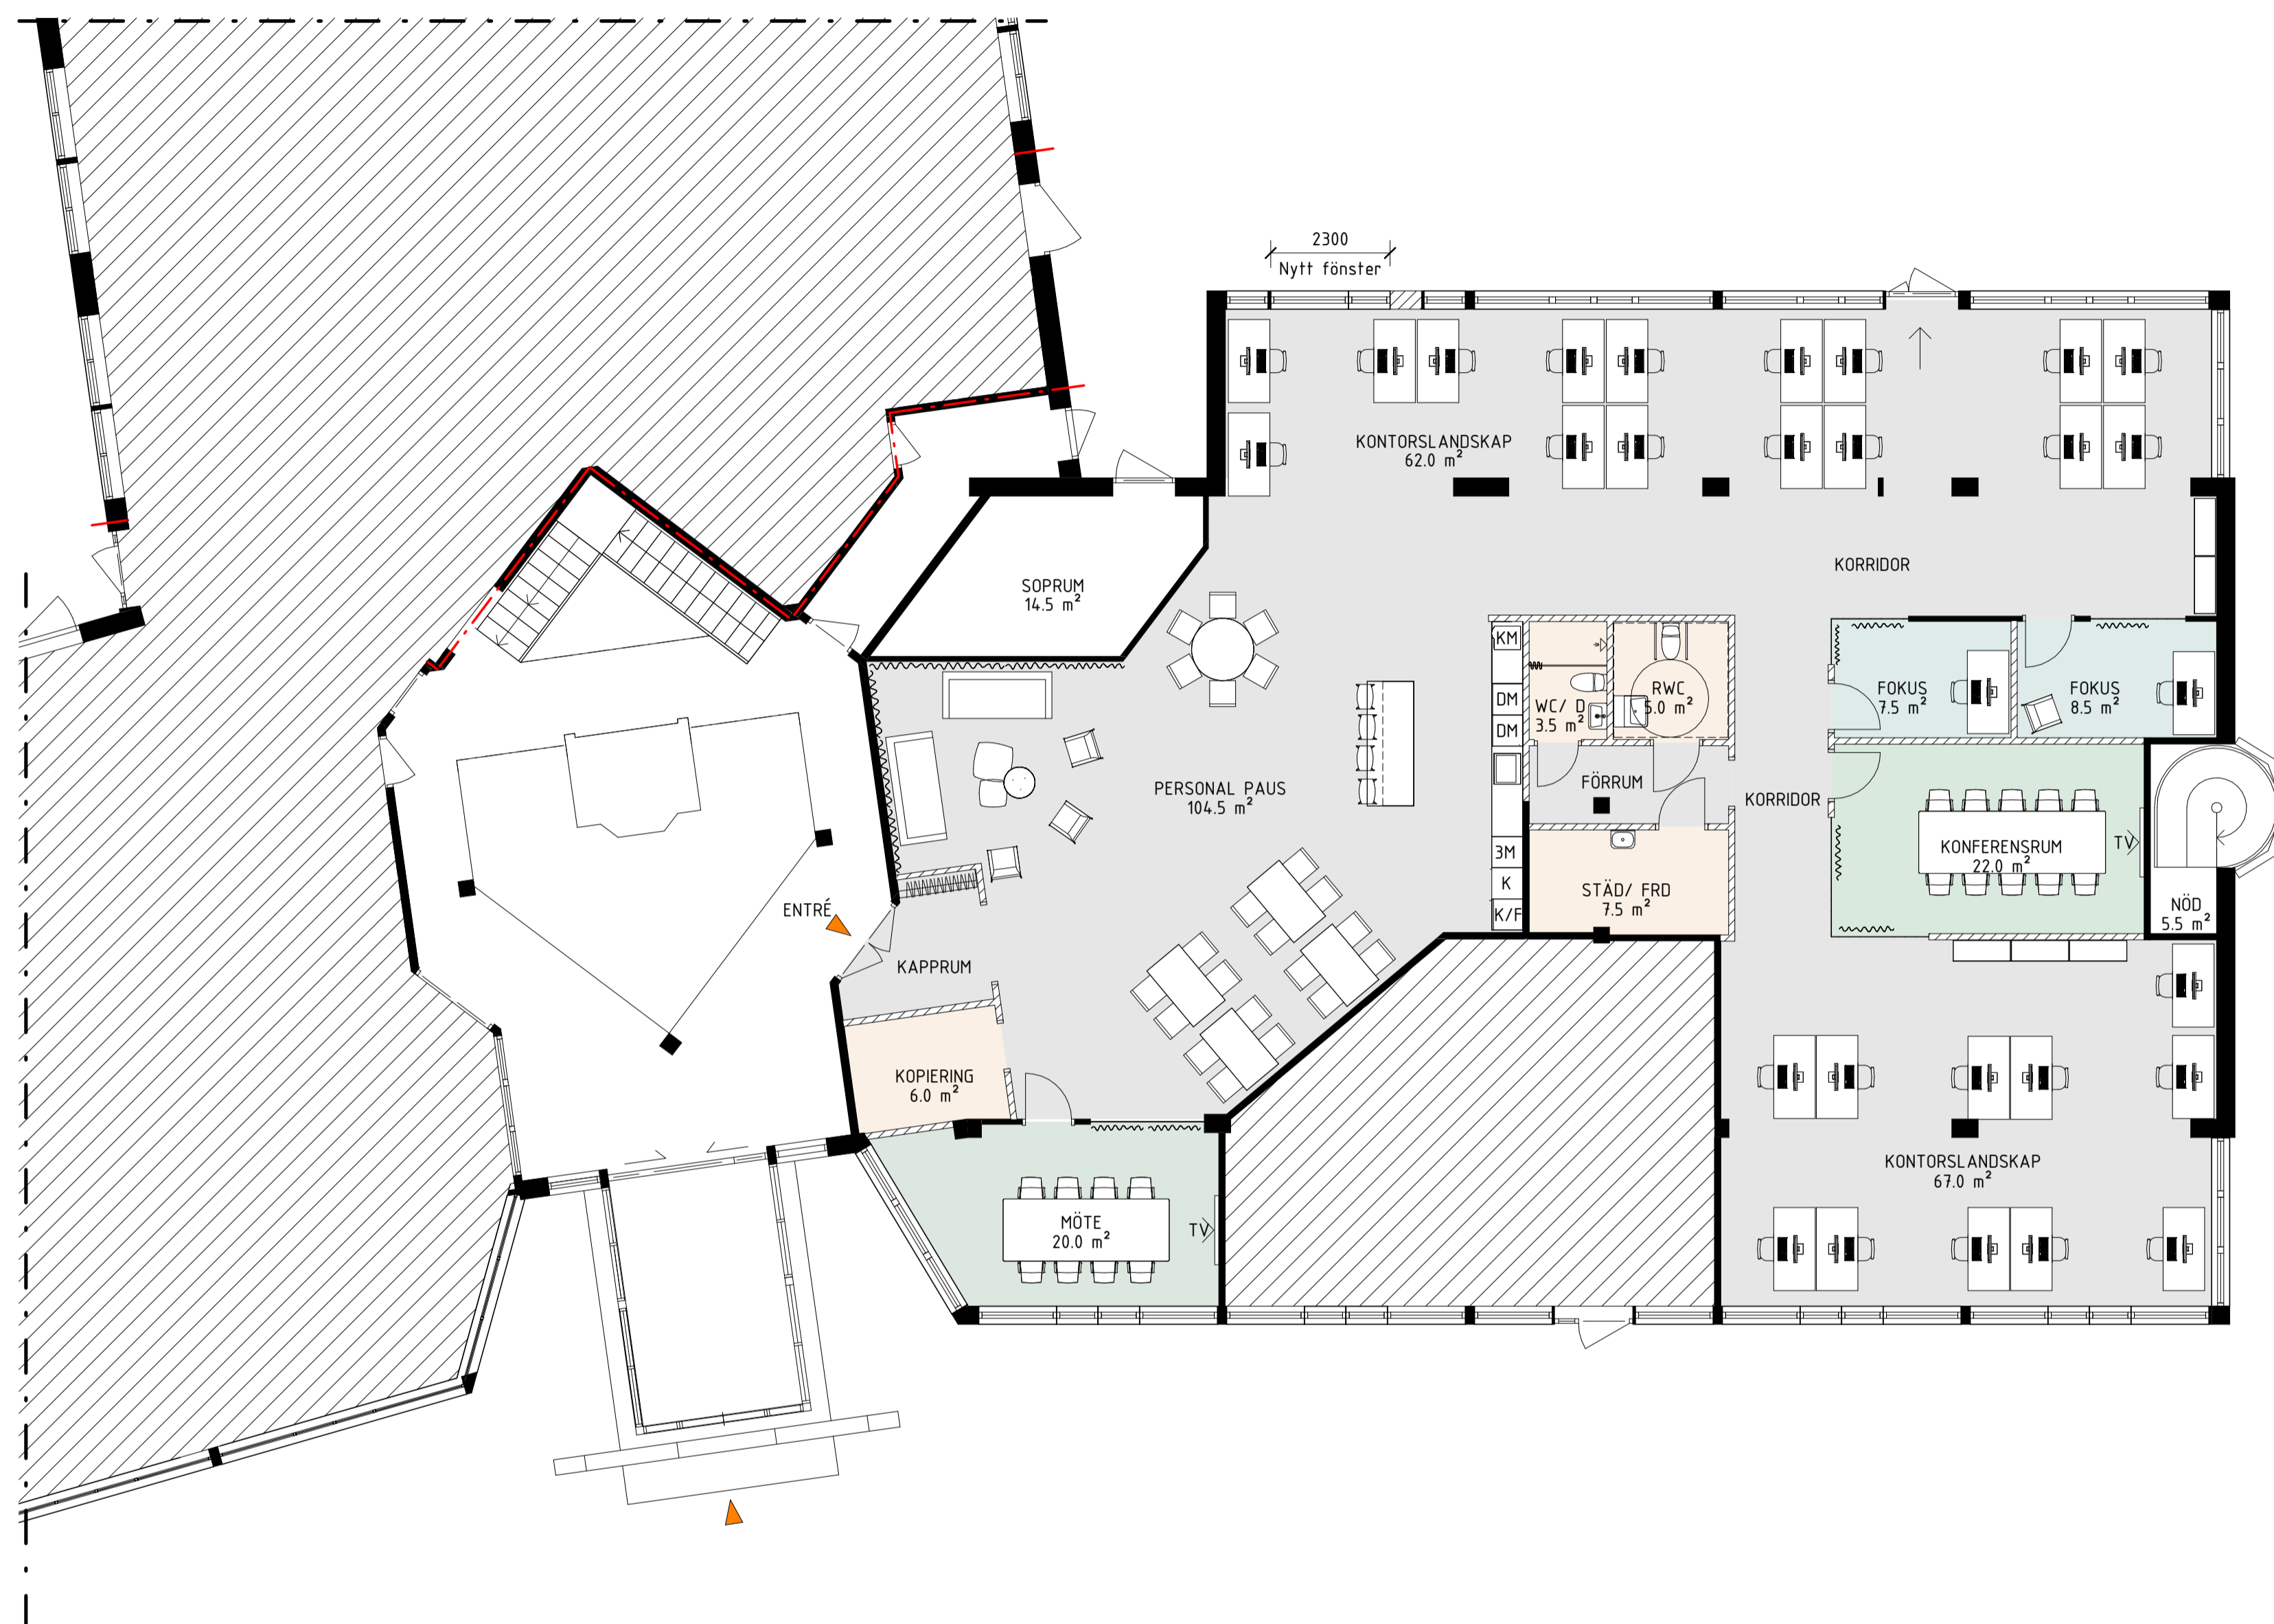 2300
Nytt fönster
KONTORSLANDSKAP
62.0 m²
KORRIDOR
SOPRUM
14.5 m²
KM
DM
DM
WC/ D
3.5 m²
RWC
5.0 m²
FOKUS
7.5 m²
FOKUS
8.5 m²
PERSONAL PAUS
104.5 m²
FÖRRUM
KORRIDOR
3M
K
K/F
KONFERENSRUM
22.0 m²
TV
STÄD/ FRD
7.5 m²
NÖD
5.5 m²
ENTRÉ
KAPPRUM
KOPIERING
6.0 m²
KONTORSLANDSKAP
67.0 m²
MÖTE
20.0 m²
TV